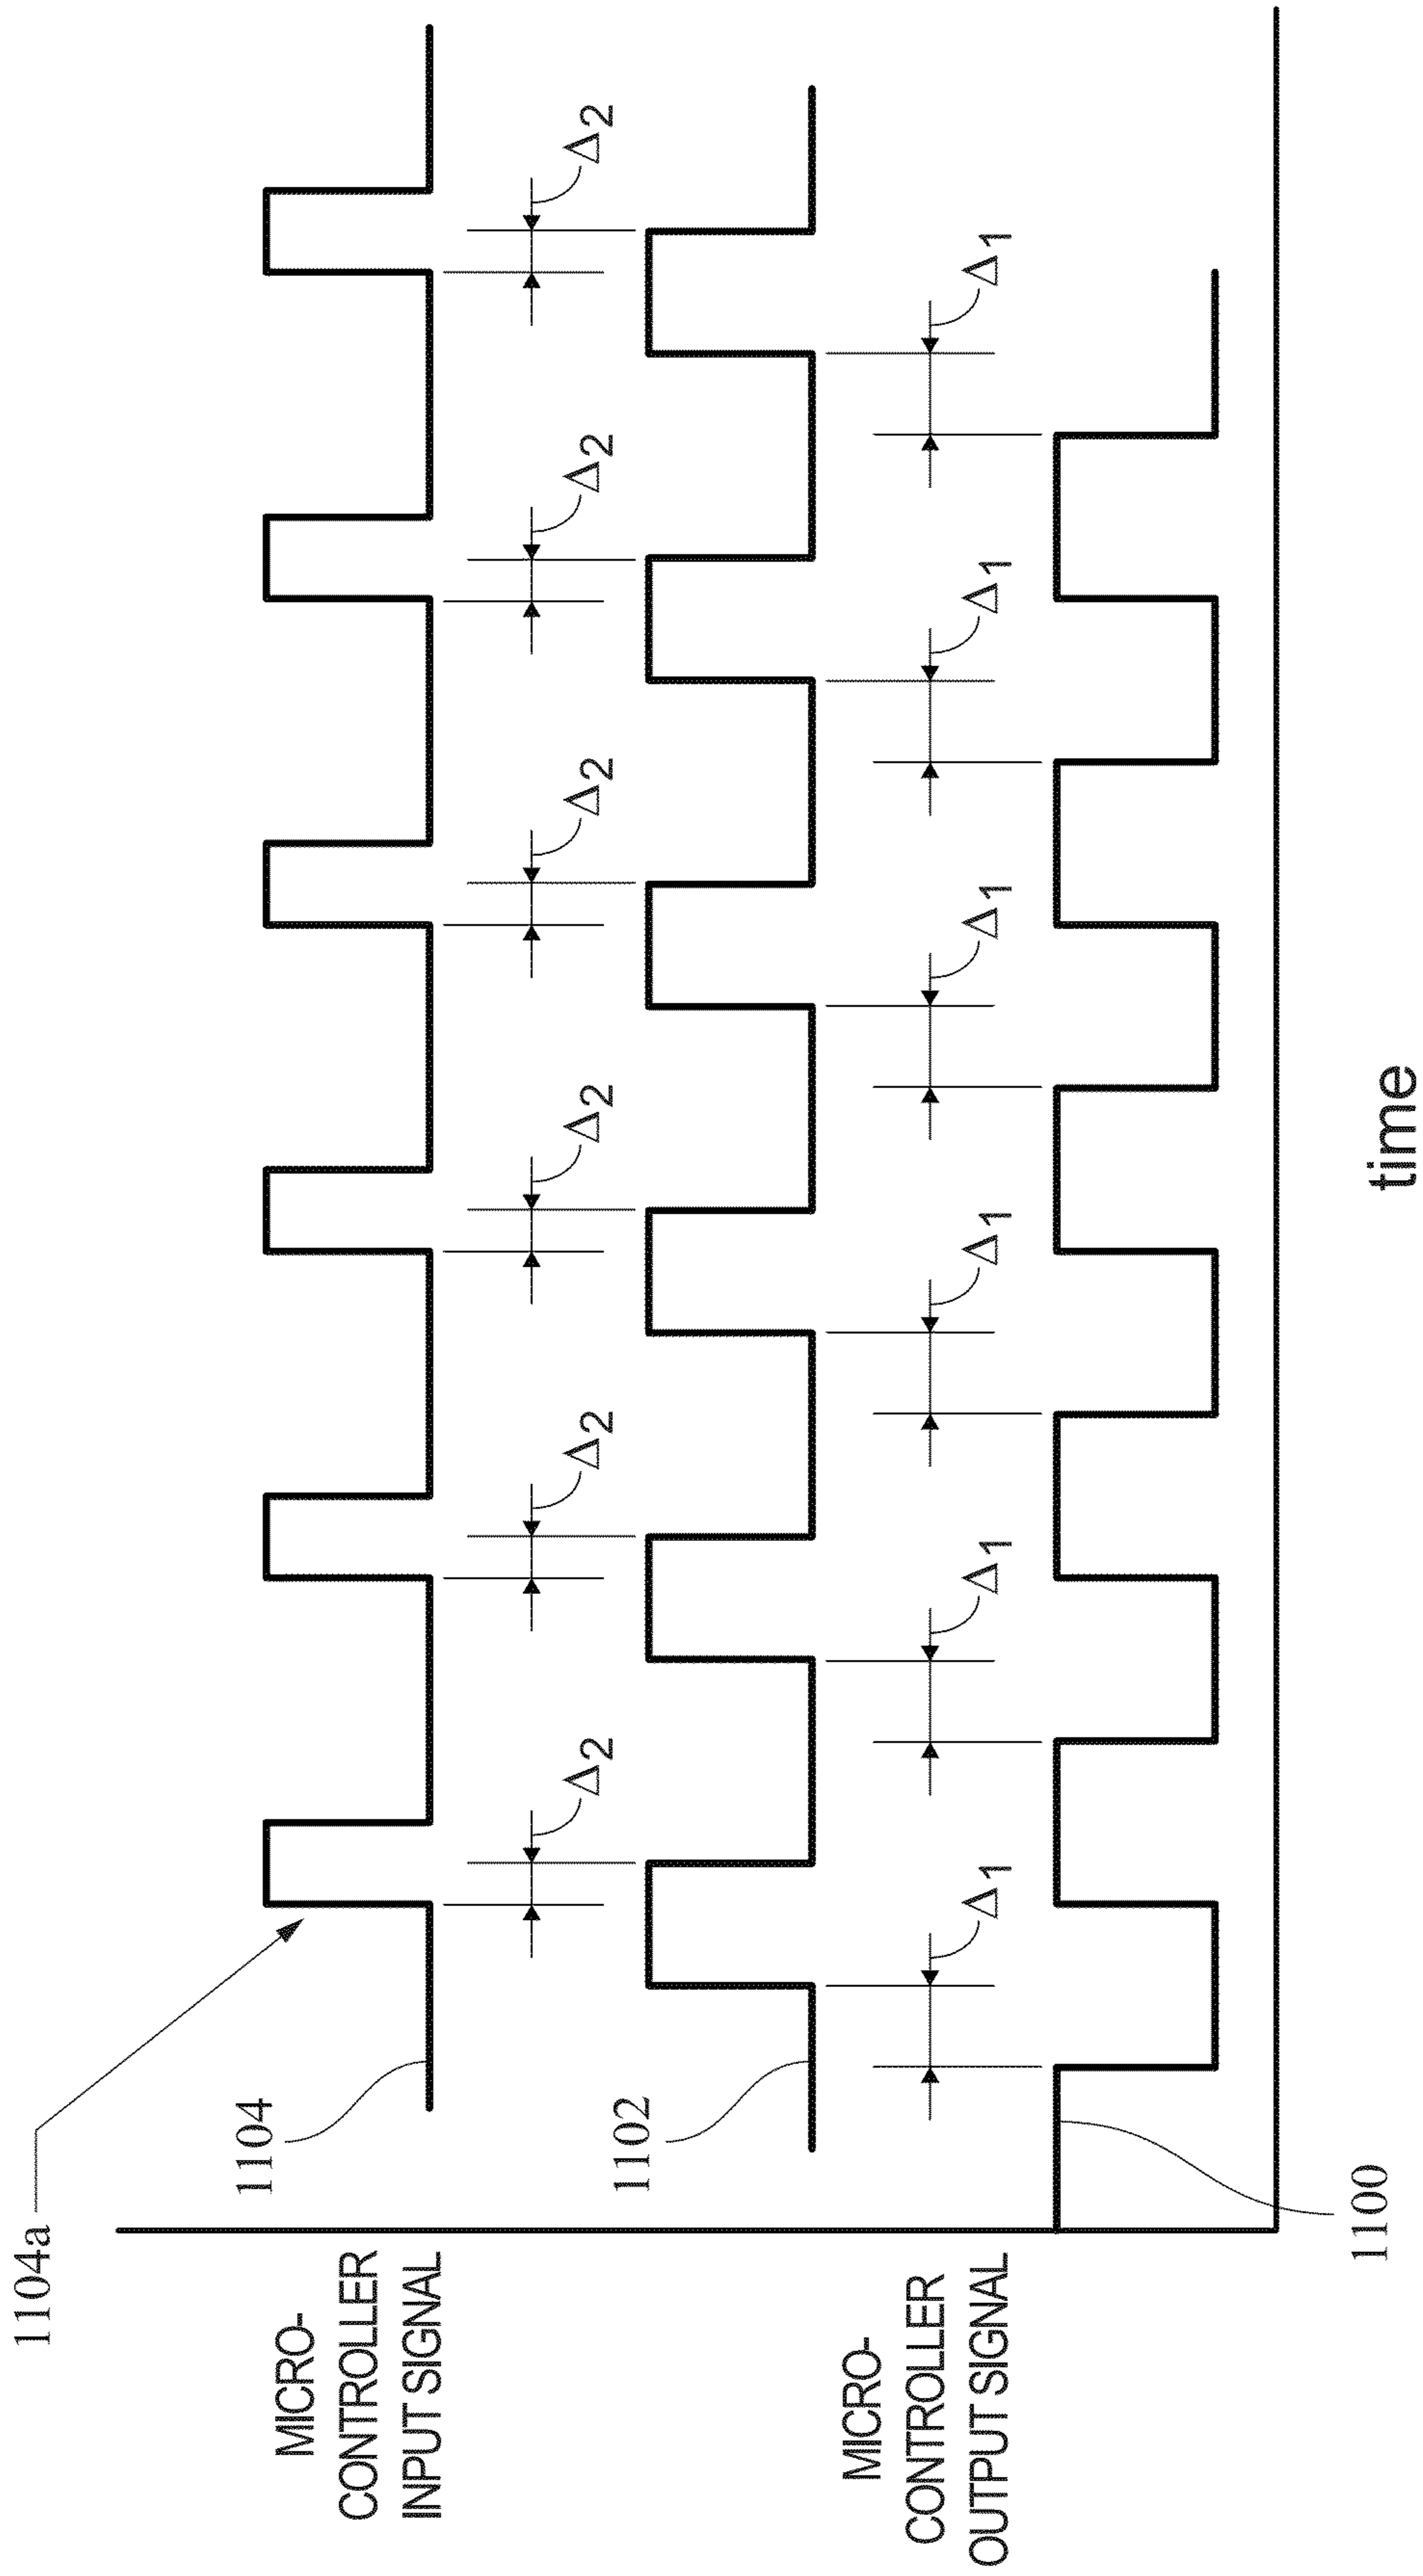 1104a
MICRO-
CONTROLLER
INPUT SIGNAL
1104
Δ2
Δ2
Δ2
Δ2
Δ2
Δ2
1102
MICRO-
CONTROLLER
OUTPUT SIGNAL
Δ1
Δ1
Δ1
Δ1
Δ1
Δ1
1100
time